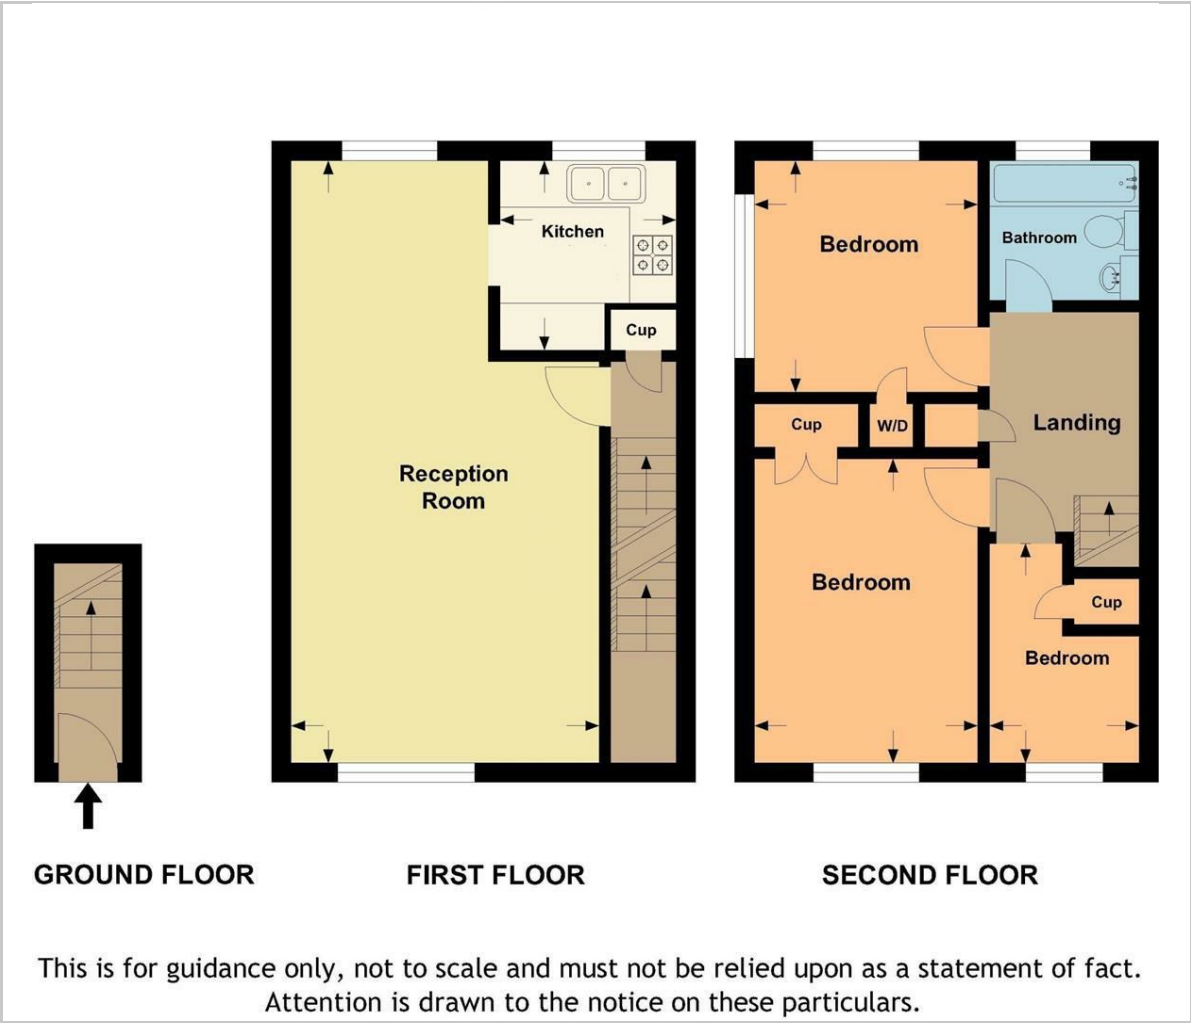 Kitchen
Cup
Reception
Room
Bedroom
Bathroom
Cup
W/D
Landing
Bedroom
Cup
Bedroom
GROUND FLOOR
FIRST FLOOR
SECOND FLOOR
This is for guidance only, not to scale and must not be relied upon as a statement of fact.
Attention is drawn to the notice on these particulars.